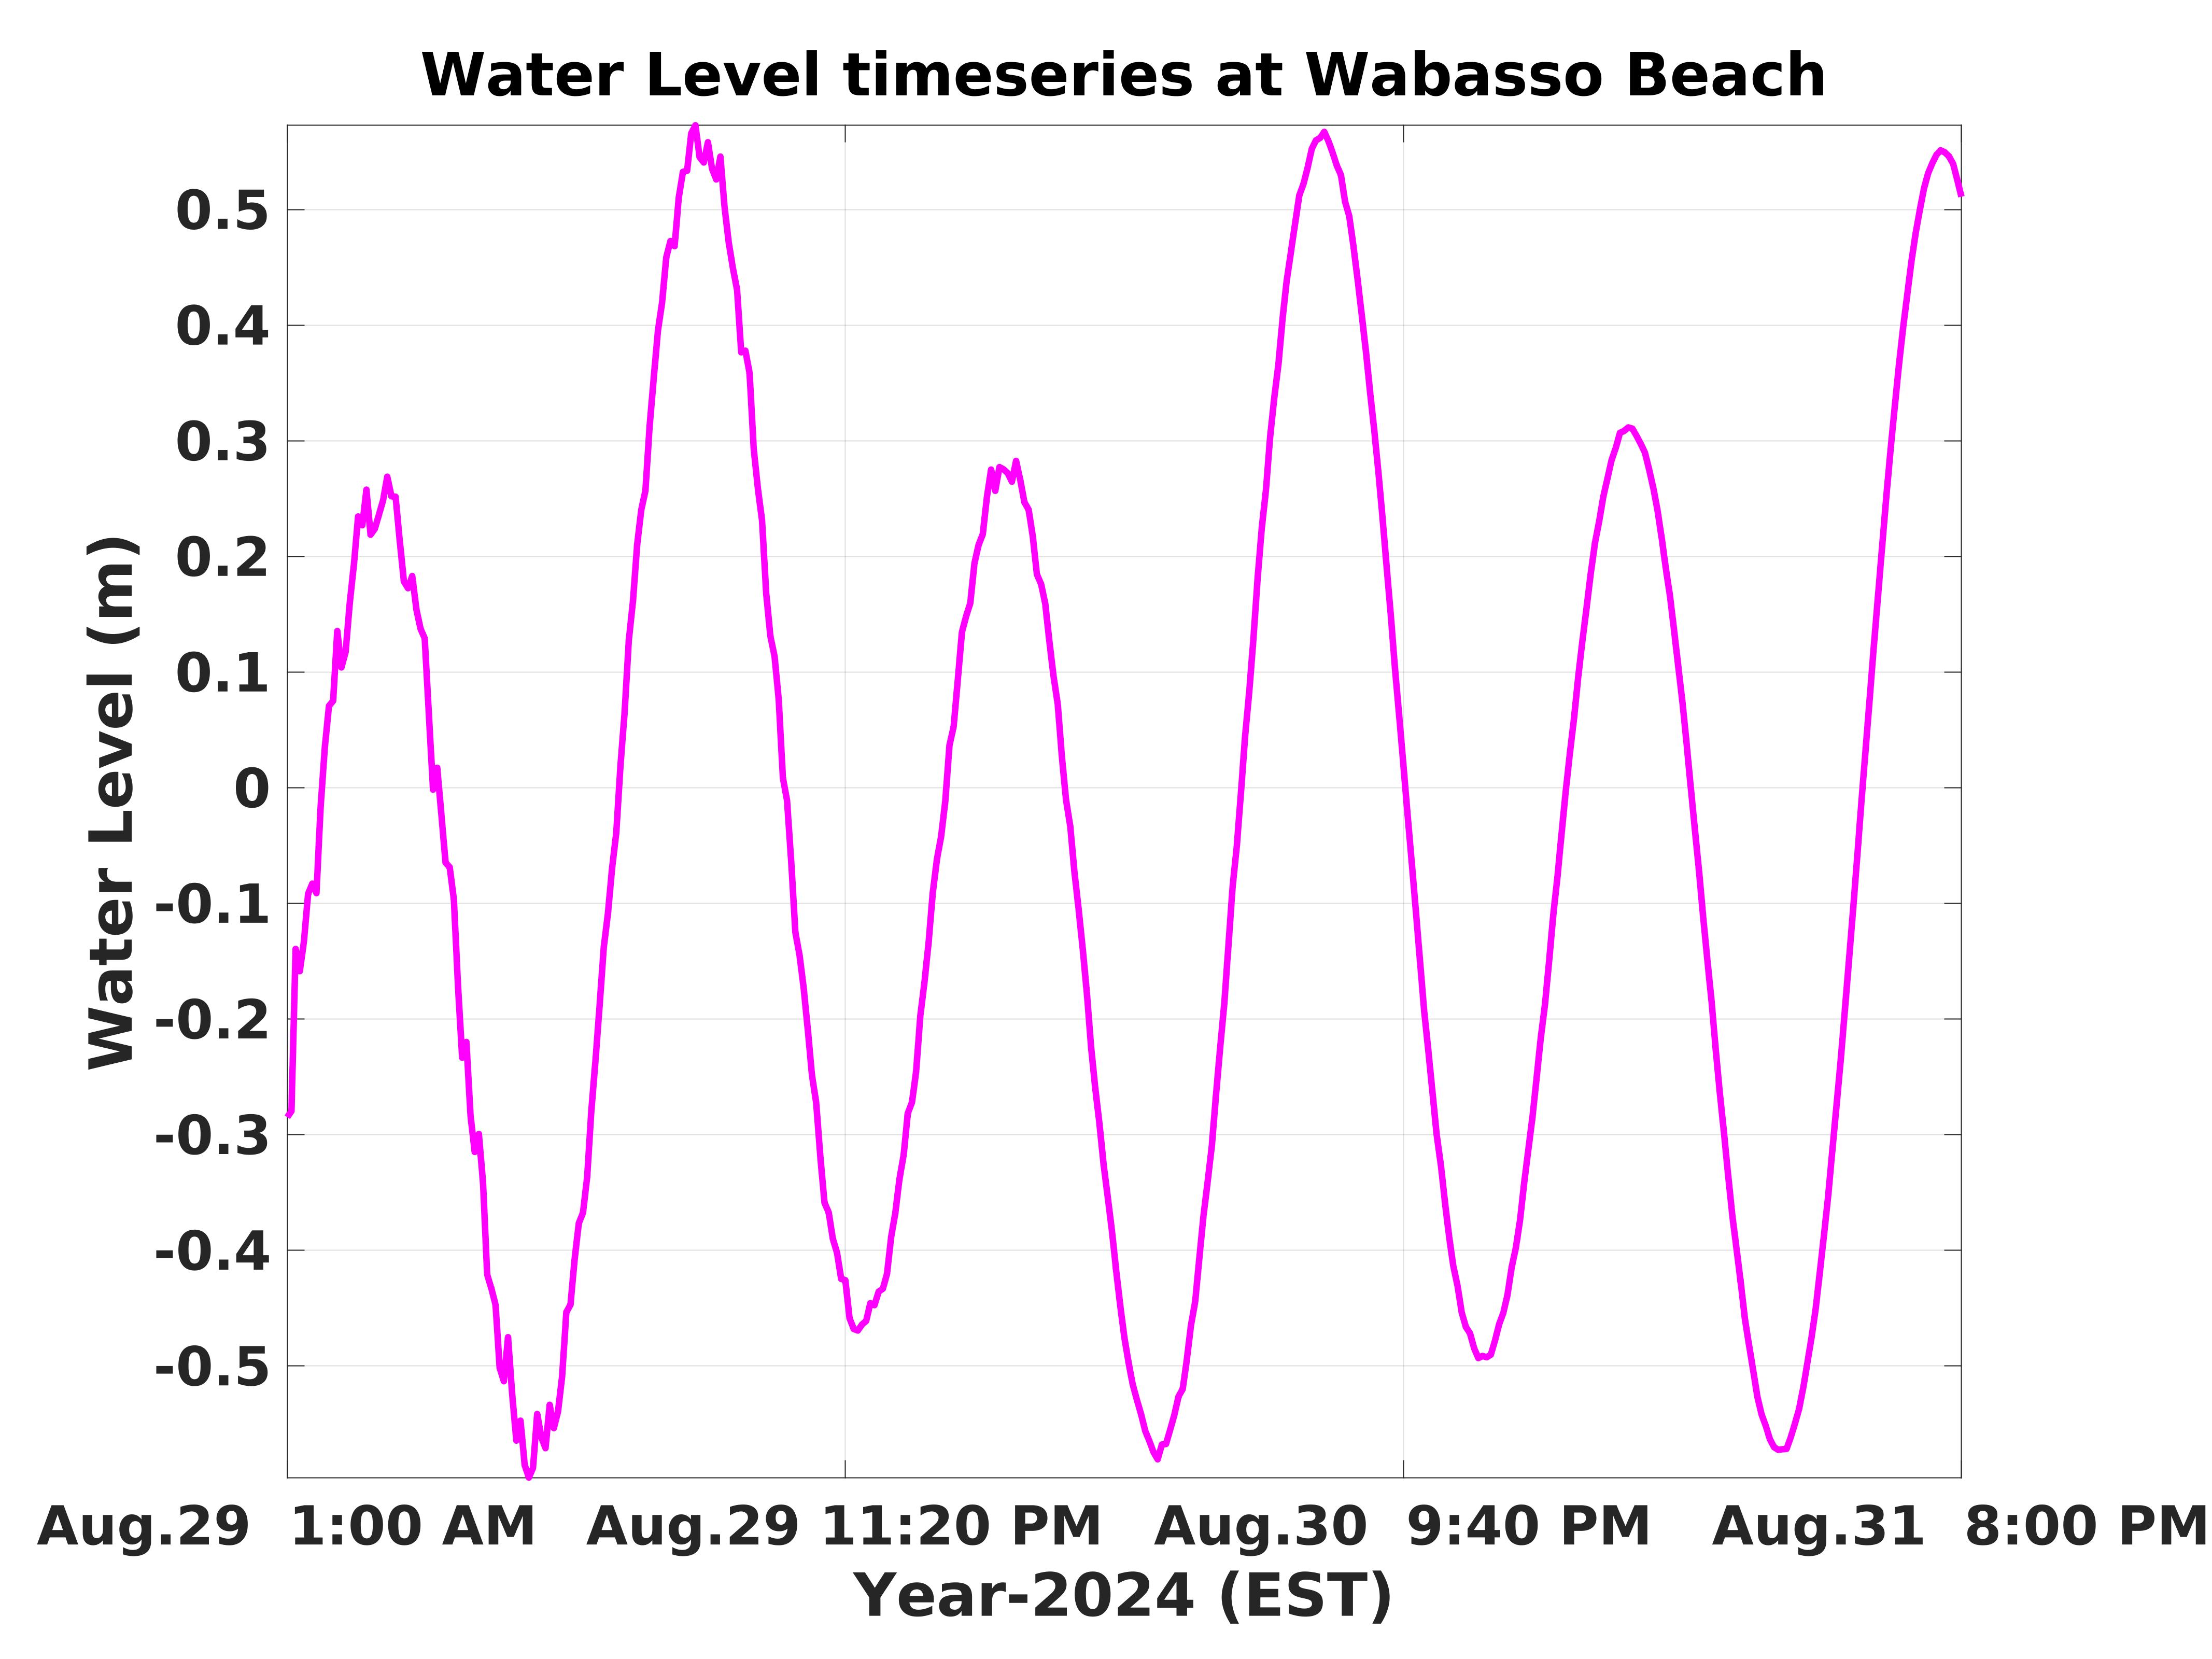 Water Level timeseries at Wabasso Beach
0.5
0.4
0.3
0.2
0.1
0
-0.1
-0.2
-0.3
-0.4
-0.5
Water Level (m)
Aug.29 1:00 AM Aug.29 11:20 PM Aug.30 9:40 PM Aug.31 8:00 PM
Year-2024 (EST)